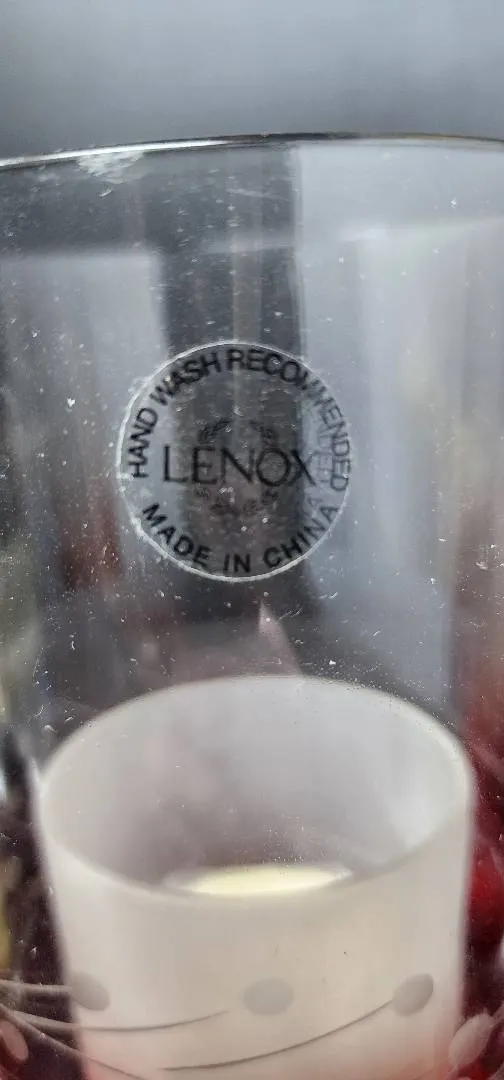 HAND WASH RECOMMENDED
LENOX
MADE IN CHINA